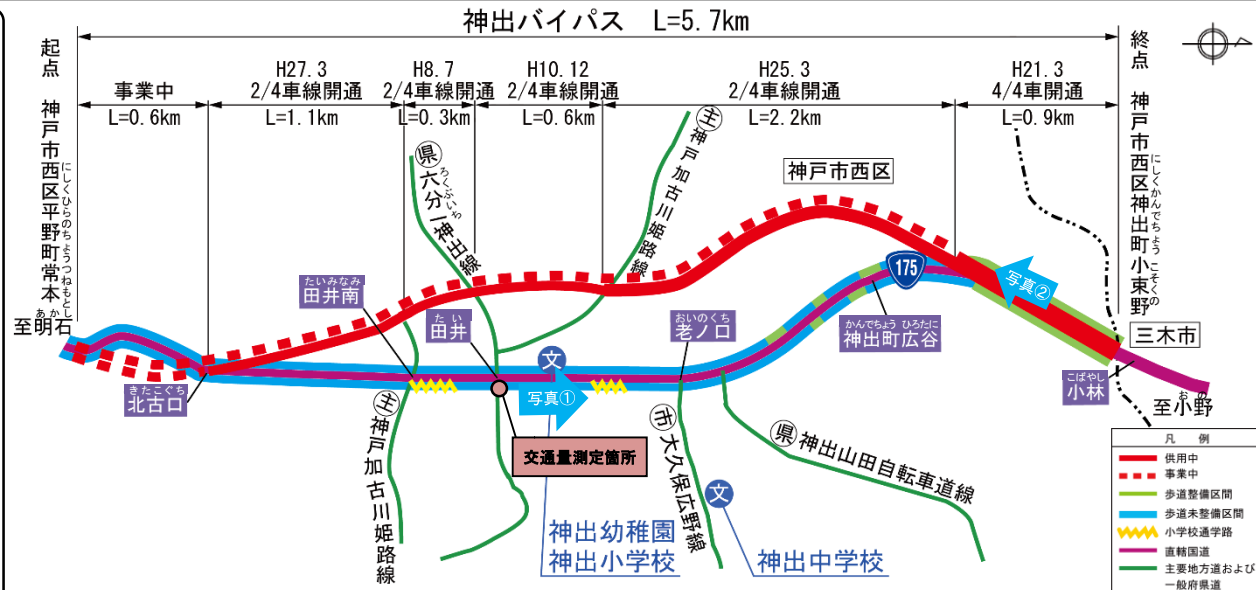 神出バイパス L=5.7km
起点 神戸市西区平野町常本
にしくひらのちょうつねもと
至明石
あかし
事業中
L=0.6km
H27.3
2/4車線開通
L=1.1km
H8.7
2/4車線開通
L=0.3km
H10.12
2/4車線開通
L=0.6km
H25.3
2/4車線開通
L=2.2km
H21.3
4/4車開通
L=0.9km
終点 神戸市西区神出町小束野
にしくかんでちょう こそくの
県 六分一神出線
ろくぶいち
主 神戸加古川姫路線
神戸市西区
175
写真②
三木市
たいみなみ
田井南
たい
田井
おいのくち
老ノ口
かんでちょう ひろたに
神出町広谷
こばやし
小林
おの
至小野
きたこぐち
北古口
文
写真①
交通量測定箇所
主 神戸加古川姫路線
市 大久保広野線
県 神出山田自転車道線
文
神出幼稚園
神出小学校
神出中学校
凡 例
供用中
事業中
歩道整備区間
歩道未整備区間
小学校通学路
直轄国道
主要地方道および
一般府県道